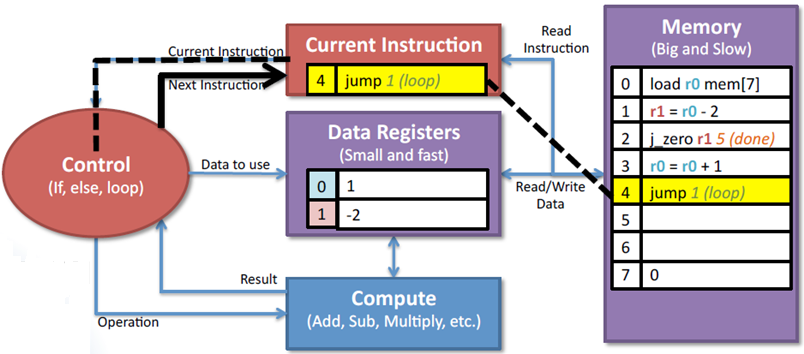 Current Instruction
Next Instruction
Current Instruction
4 jump 1 (loop)
Read
Instruction
Memory
(Big and Slow)
0 load r0 mem[7]
1 r1 = r0 - 2
2 j_zero r1 5 (done)
3 r0 = r0 + 1
4 jump 1 (loop)
5
6
7 0
Control
(If, else, loop)
Data to use
Data Registers
(Small and fast)
0 1
1 -2
Read/Write
Data
Result
Operation
Compute
(Add, Sub, Multiply, etc.)